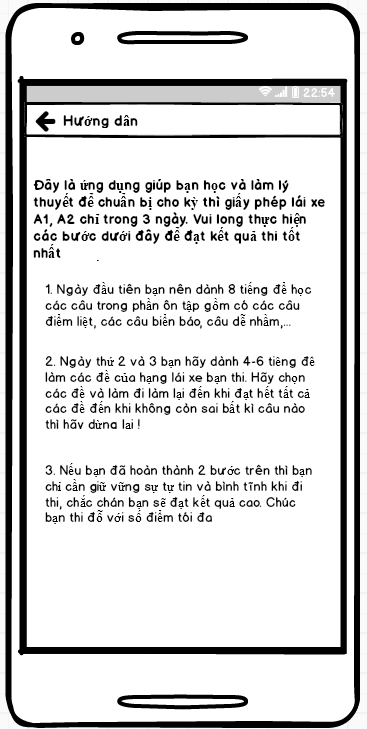 22:54
Hướng dẫn
Đây là ứng dụng giúp bạn học và làm lý
thuyết để chuẩn bị cho kỳ thi giấy phép lái xe
A1, A2 chỉ trong 3 ngày. Vui long thực hiện
các bước dưới đây để đạt kết quả thi tốt
nhất
1. Ngày đầu tiên bạn nên dành 8 tiếng để học
các câu trong phần ôn tập gồm có các câu
điểm liệt, các câu biển báo, câu dễ nhầm,...
2. Ngày thứ 2 và 3 bạn hãy dành 4-6 tiếng để
làm các đề của hạng lái xe bạn thi. Hãy chọn
các đề và làm đi làm lại đến khi đạt hết tất cả
các đề đến khi không còn sai bất kì câu nào
thì hãy dừng lại !
3. Nếu bạn đã hoàn thành 2 bước trên thì bạn
chỉ cần giữ vững sự tự tin và bình tĩnh khi đi
thi, chắc chán bạn sẽ đạt kết quả cao. Chúc
bạn thi đỗ với số điểm tối đa